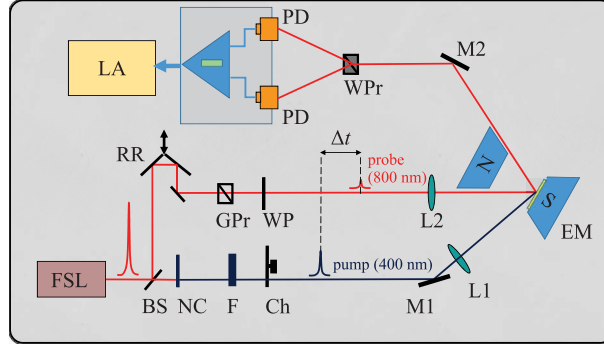 PD
LA
WPr
M2
PD
N
RR
Δt
probe
(800 nm)
S
GPr
WP
L2
EM
FSL
pump (400 nm)
L1
BS
NC
F
Ch
M1